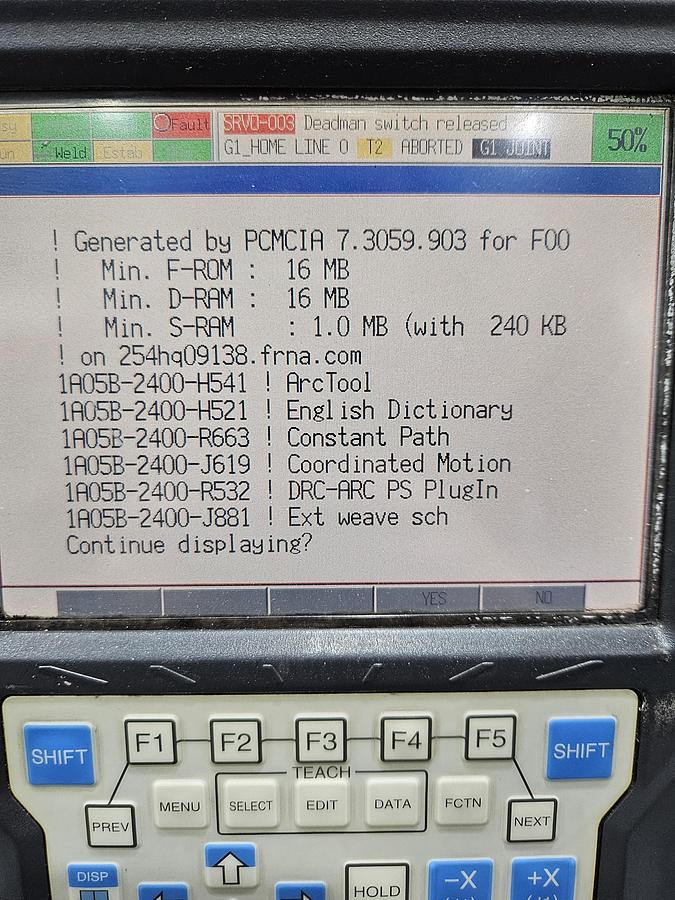 sy Fault SRVO-003 Deadman switch released
un Weld Estab G1_HOME LINE 0 T2 ABORTED G1 JOINT 50%
! Generated by PCMCIA 7.3059.903 for F00
! Min. F-ROM : 16 MB
! Min. D-RAM : 16 MB
! Min. S-RAM : 1.0 MB (with 240 KB
! on 254hq09138.frna.com
1A05B-2400-H541 ! ArcTool
1A05B-2400-H521 ! English Dictionary
1A05B-2400-R663 ! Constant Path
1A05B-2400-J619 ! Coordinated Motion
1A05B-2400-R532 ! DRC-ARC PS PlugIn
1A05B-2400-J881 ! Ext weave sch
Continue displaying?
YES NO
SHIFT F1 F2 F3 F4 F5 SHIFT
TEACH
PREV MENU SELECT EDIT DATA FCTN NEXT
DISP HOLD -X +X